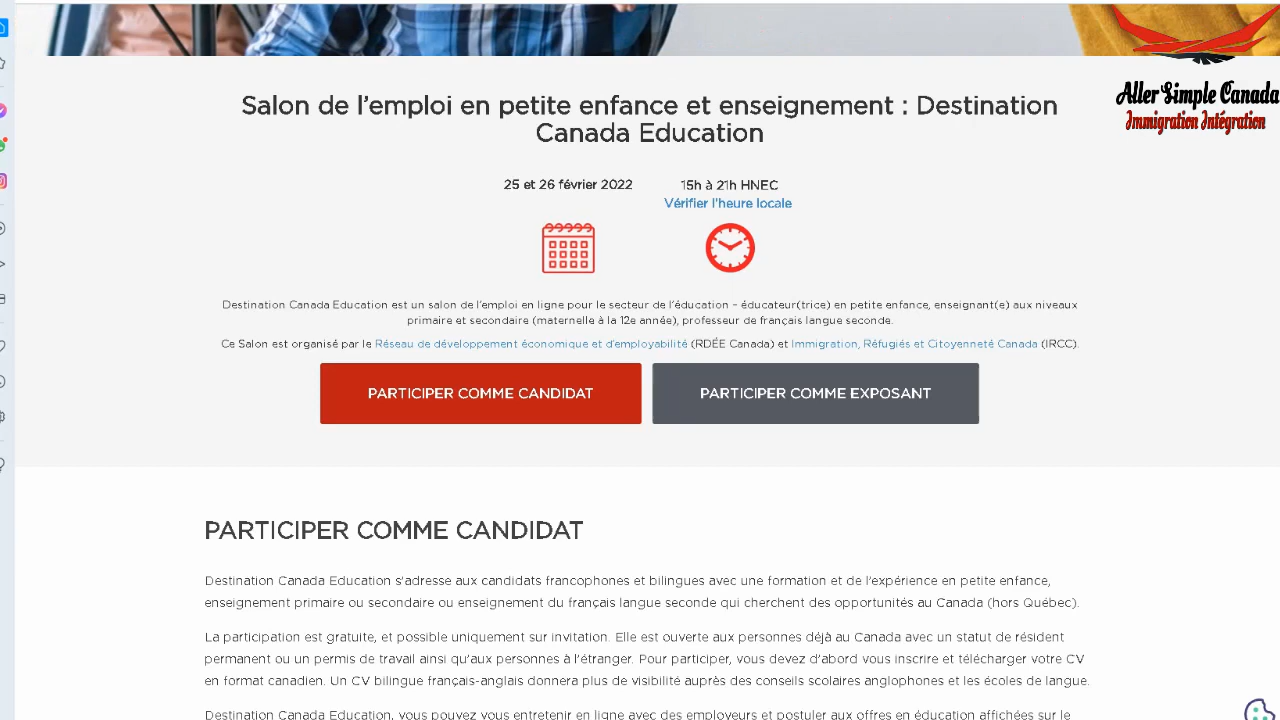 Aller Simple Canada
Immigration Intégration
Salon de l'emploi en petite enfance et enseignement : Destination
Canada Education
25 et 26 février 2022
15h à 21h HNEC
Vérifier l'heure locale
Destination Canada Education est un salon de l'emploi en ligne pour le secteur de l'éducation – éducateur(trice) en petite enfance, enseignant(e) aux niveaux
primaire et secondaire (maternelle à la 12e année), professeur de français langue seconde.
Ce Salon est organisé par le Réseau de développement économique et d'employabilité (RDÉE Canada) et Immigration, Réfugiés et Citoyenneté Canada (IRCC).
PARTICIPER COMME CANDIDAT
PARTICIPER COMME EXPOSANT
PARTICIPER COMME CANDIDAT
Destination Canada Education s'adresse aux candidats francophones et bilingues avec une formation et de l'expérience en petite enfance,
enseignement primaire ou secondaire ou enseignement du français langue seconde qui cherchent des opportunités au Canada (hors Québec).
La participation est gratuite, et possible uniquement sur invitation. Elle est ouverte aux personnes déjà au Canada avec un statut de résident
permanent ou un permis de travail ainsi qu'aux personnes à l'étranger. Pour participer, vous devez d'abord vous inscrire et télécharger votre CV
en format canadien. Un CV bilingue français-anglais donnera plus de visibilité auprès des conseils scolaires anglophones et les écoles de langue.
Destination Canada Education, vous pouvez vous entretenir en ligne avec des employeurs et postuler aux offres en éducation affichées sur le